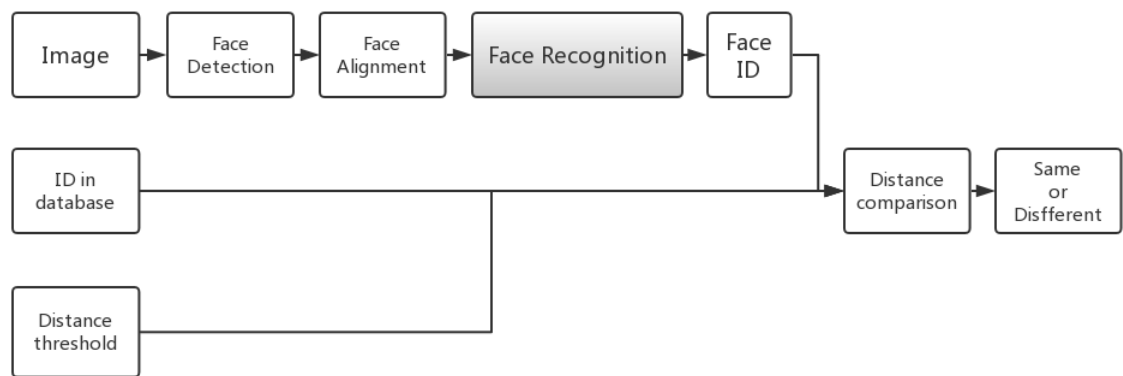 Image
Face
Detection
Face
Alignment
Face Recognition
Face
ID
ID in
database
Distance
comparison
Same
or
Disfferent
Distance
threshold